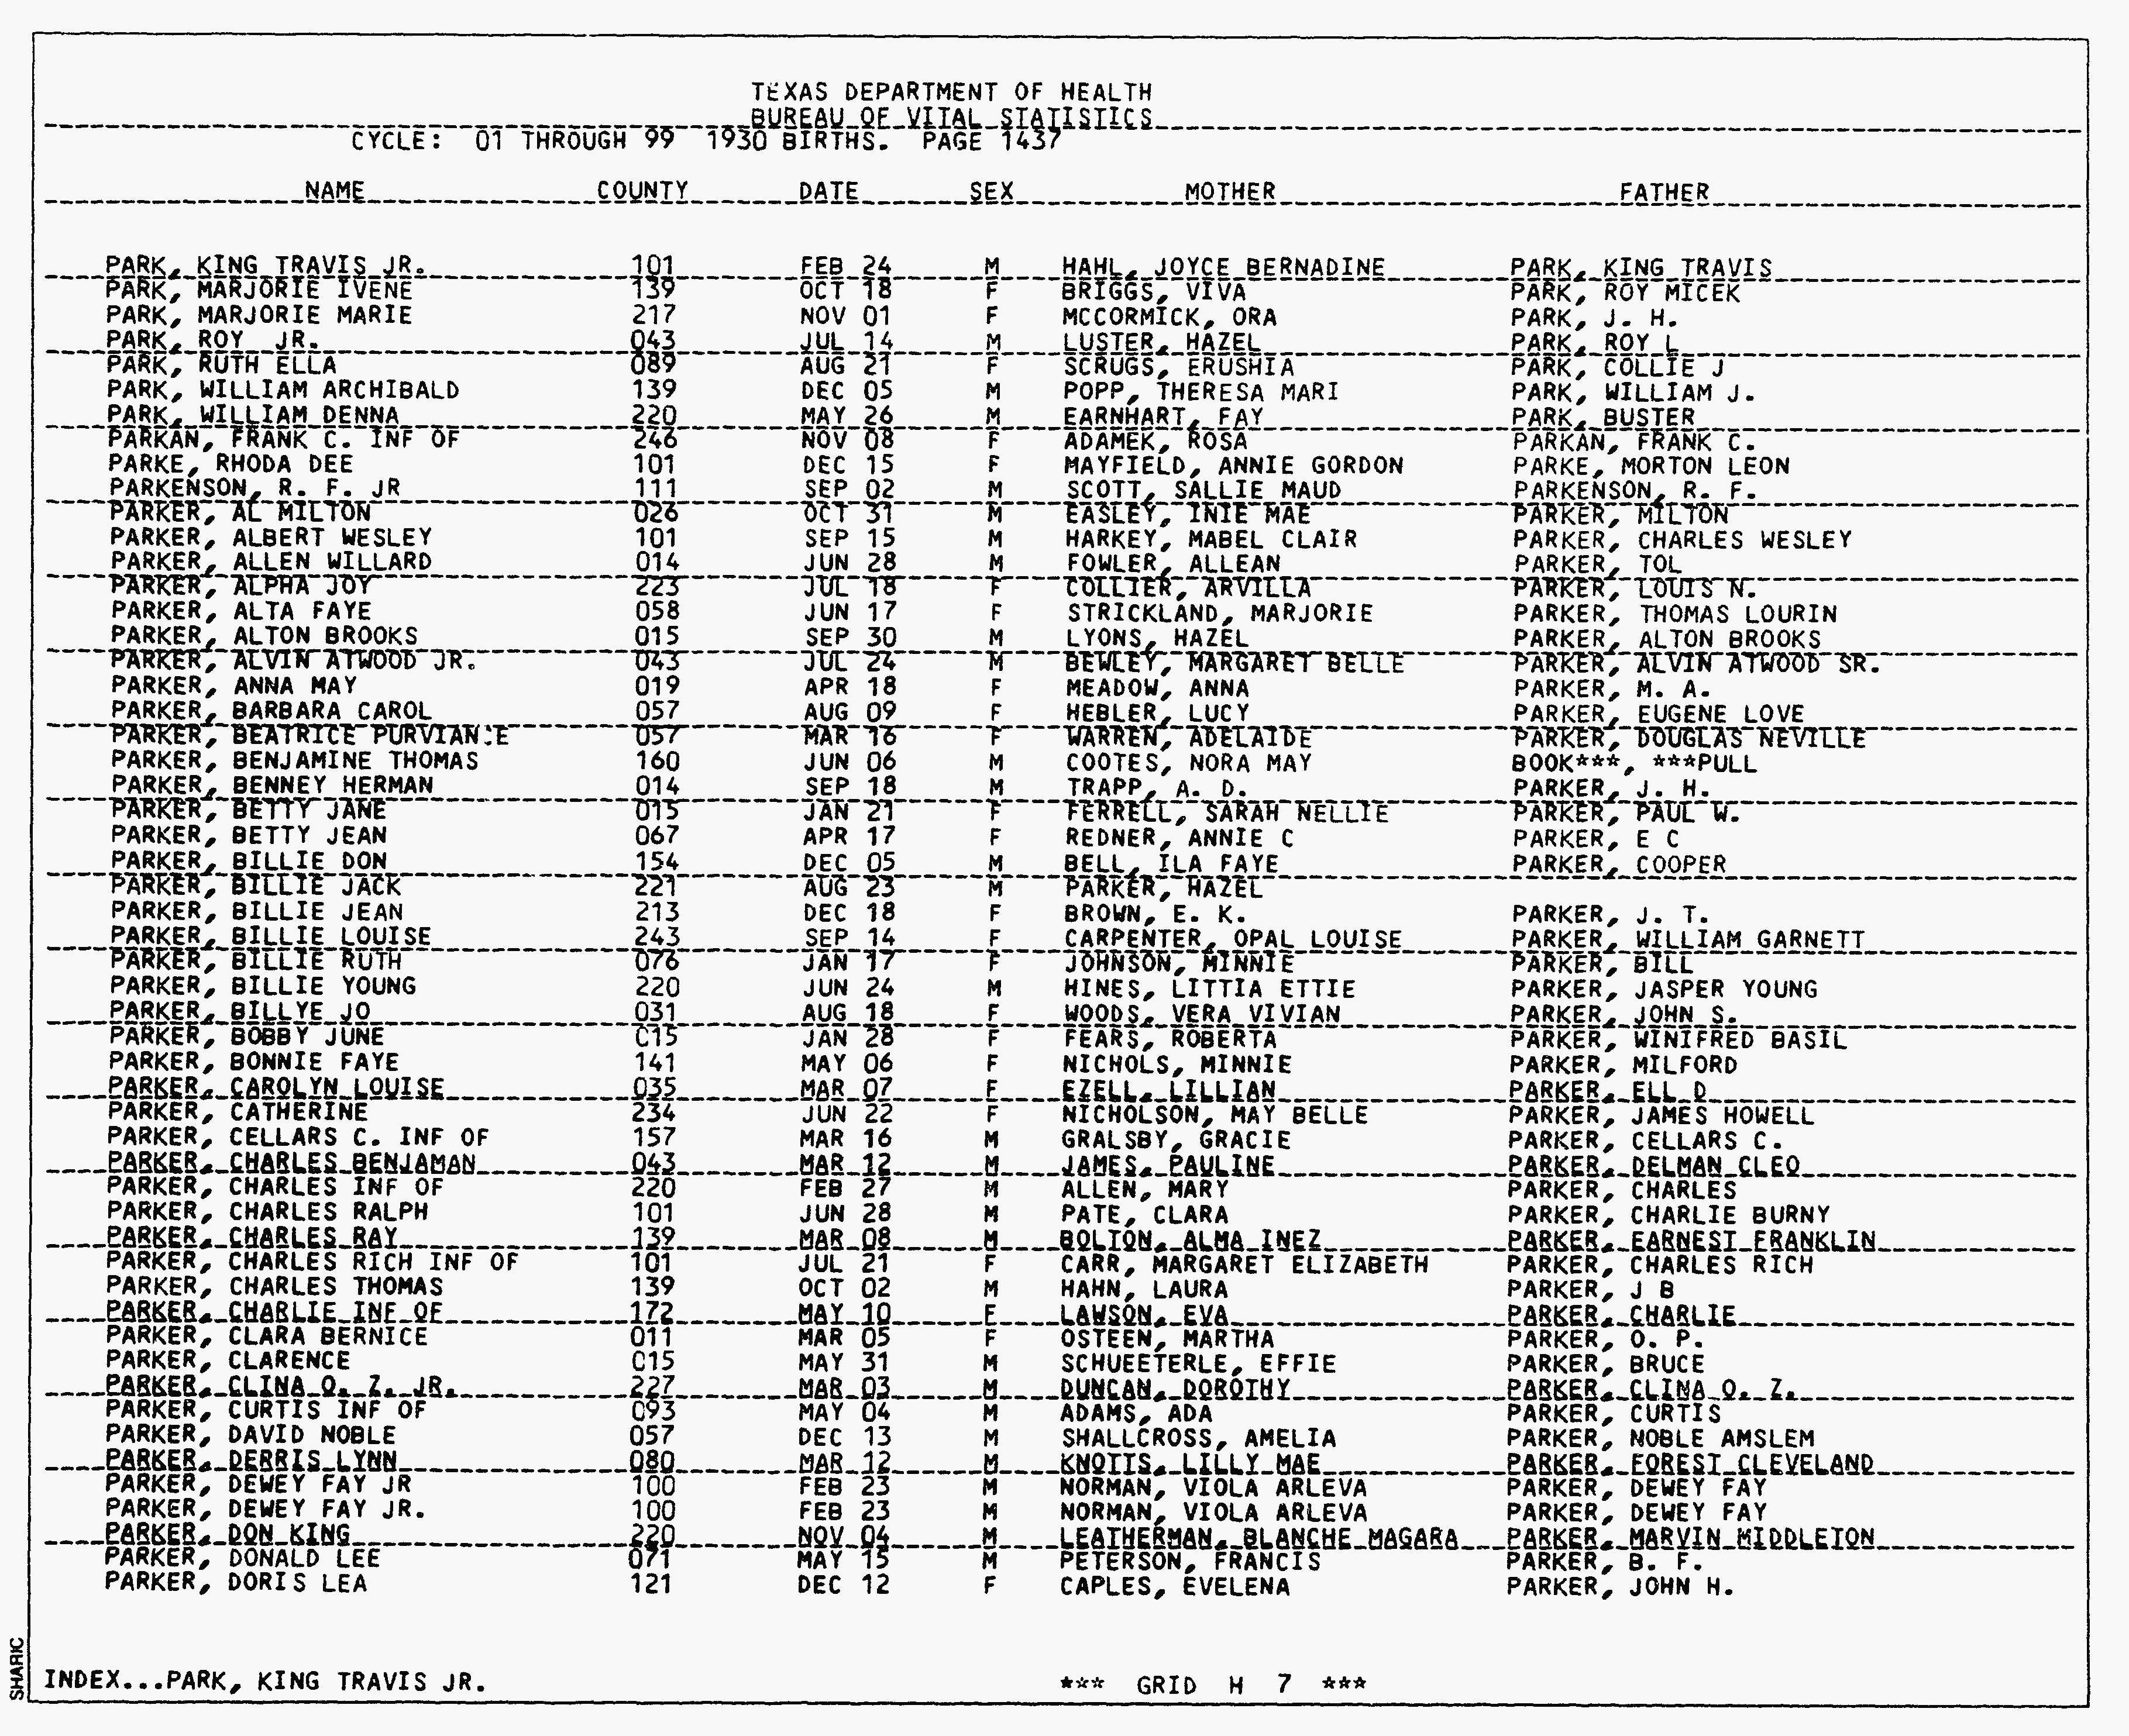 TEXAS DEPARTMENT OF HEALTH
BUREAU OF VITAL STATISTICS
CYCLE: 01 THROUGH 99 1930 BIRTHS. PAGE 1437
NAME COUNTY DATE SEX MOTHER FATHER
PARK, KING TRAVIS JR. 101 FEB 24 M HAHL, JOYCE BERNADINE PARK, KING TRAVIS
PARK, MARJORIE IVENE 139 OCT 18 F BRIGGS, VIVA PARK, ROY MICEK
PARK, MARJORIE MARIE 217 NOV 01 F MCCORMICK, ORA PARK, J. H.
PARK, ROY JR. 043 JUL 14 M LUSTER, HAZEL PARK, ROY L
PARK, RUTH ELLA 089 AUG 21 F SCRUGS, ERUSHIA PARK, COLLIE J
PARK, WILLIAM ARCHIBALD 139 DEC 05 M POPP, THERESA MARI PARK, WILLIAM J.
PARK, WILLIAM DENNA 220 MAY 26 M EARNHART, FAY PARK, BUSTER
PARKAN, FRANK C. INF OF 246 NOV 08 F ADAMEK, ROSA PARKAN, FRANK C.
PARKE, RHODA DEE 101 DEC 15 F MAYFIELD, ANNIE GORDON PARKE, MORTON LEON
PARKENSON, R. F. JR 111 SEP 02 M SCOTT, SALLIE MAUD PARKENSON, R. F.
PARKER, AL MILTON 026 OCT 31 M EASLEY, INIE MAE PARKER, MILTON
PARKER, ALBERT WESLEY 101 SEP 15 M HARKEY, MABEL CLAIR PARKER, CHARLES WESLEY
PARKER, ALLEN WILLARD 014 JUN 28 M FOWLER, ALLEAN PARKER, TOL
PARKER, ALPHA JOY 223 JUL 18 F COLLIER, ARVILLA PARKER, LOUIS N.
PARKER, ALTA FAYE 058 JUN 17 F STRICKLAND, MARJORIE PARKER, THOMAS LOURIN
PARKER, ALTON BROOKS 015 SEP 30 M LYONS, HAZEL PARKER, ALTON BROOKS
PARKER, ALVIN ATWOOD JR. 043 JUL 24 M BEWLEY, MARGARET BELLE PARKER, ALVIN ATWOOD SR.
PARKER, ANNA MAY 019 APR 18 F MEADOW, ANNA PARKER, M. A.
PARKER, BARBARA CAROL 057 AUG 09 F HEBLER, LUCY PARKER, EUGENE LOVE
PARKER, BEATRICE PURVIANCE 057 MAR 16 F WARREN, ADELAIDE PARKER, DOUGLAS NEVILLE
PARKER, BENJAMINE THOMAS 160 JUN 06 M COOTES, NORA MAY BOOK***, ***PULL
PARKER, BENNEY HERMAN 014 SEP 18 M TRAPP, A. D. PARKER, J. H.
PARKER, BETTY JANE 015 JAN 21 F FERRELL, SARAH NELLIE PARKER, PAUL W.
PARKER, BETTY JEAN 067 APR 17 F REDNER, ANNIE C PARKER, E C
PARKER, BILLIE DON 154 DEC 05 M BELL, ILA FAYE PARKER, COOPER
PARKER, BILLIE JACK 221 AUG 23 M PARKER, HAZEL
PARKER, BILLIE JEAN 213 DEC 18 F BROWN, E. K. PARKER, J. T.
PARKER, BILLIE LOUISE 243 SEP 14 F CARPENTER, OPAL LOUISE PARKER, WILLIAM GARNETT
PARKER, BILLIE RUTH 076 JAN 17 F JOHNSON, MINNIE PARKER, BILL
PARKER, BILLIE YOUNG 220 JUN 24 M HINES, LITTIA ETTIE PARKER, JASPER YOUNG
PARKER, BILLYE JO 031 AUG 18 F WOODS, VERA VIVIAN PARKER, JOHN S.
PARKER, BOBBY JUNE 015 JAN 28 F FEARS, ROBERTA PARKER, WINIFRED BASIL
PARKER, BONNIE FAYE 141 MAY 06 F NICHOLS, MINNIE PARKER, MILFORD
PARKER, CAROLYN LOUISE 035 MAR 07 F EZELL, LILLIAN PARKER, ELL D
PARKER, CATHERINE 234 JUN 22 F NICHOLSON, MAY BELLE PARKER, JAMES HOWELL
PARKER, CELLARS C. INF OF 157 MAR 16 M GRALSBY, GRACIE PARKER, CELLARS C.
PARKER, CHARLES BENJAMAN 043 MAR 12 M JAMES, PAULINE PARKER, DELMAN CLEO
PARKER, CHARLES INF OF 220 FEB 27 M ALLEN, MARY PARKER, CHARLES
PARKER, CHARLES RALPH 101 JUN 28 M PATE, CLARA PARKER, CHARLIE BURNY
PARKER, CHARLES RAY 139 MAR 08 M BOLTON, ALMA INEZ PARKER, EARNEST FRANKLIN
PARKER, CHARLES RICH INF OF 101 JUL 21 F CARR, MARGARET ELIZABETH PARKER, CHARLES RICH
PARKER, CHARLES THOMAS 139 OCT 02 M HAHN, LAURA PARKER, J B
PARKER, CHARLIE INF OF 172 MAY 10 F LAWSON, EVA PARKER, CHARLIE
PARKER, CLARA BERNICE 011 MAR 05 F OSTEEN, MARTHA PARKER, O. P.
PARKER, CLARENCE 015 MAY 31 M SCHUEETERLE, EFFIE PARKER, BRUCE
PARKER, CLINA O. Z. JR. 227 MAR 03 M DUNCAN, DOROTHY PARKER, CLINA O. Z.
PARKER, CURTIS INF OF 093 MAY 04 M ADAMS, ADA PARKER, CURTIS
PARKER, DAVID NOBLE 057 DEC 13 M SHALLCROSS, AMELIA PARKER, NOBLE AMSLEM
PARKER, DERRIS LYNN 080 MAR 12 M KNOTTS, LILLY MAE PARKER, FOREST CLEVELAND
PARKER, DEWEY FAY JR 100 FEB 23 M NORMAN, VIOLA ARLEVA PARKER, DEWEY FAY
PARKER, DEWEY FAY JR. 100 FEB 23 M NORMAN, VIOLA ARLEVA PARKER, DEWEY FAY
PARKER, DON KING 220 NOV 04 M LEATHERMAN, BLANCHE MAGARA PARKER, MARVIN MIDDLETON
PARKER, DONALD LEE 071 MAY 15 M PETERSON, FRANCIS PARKER, B. F.
PARKER, DORIS LEA 121 DEC 12 F CAPLES, EVELENA PARKER, JOHN H.
SHARIC
INDEX...PARK, KING TRAVIS JR. *** GRID H 7 ***